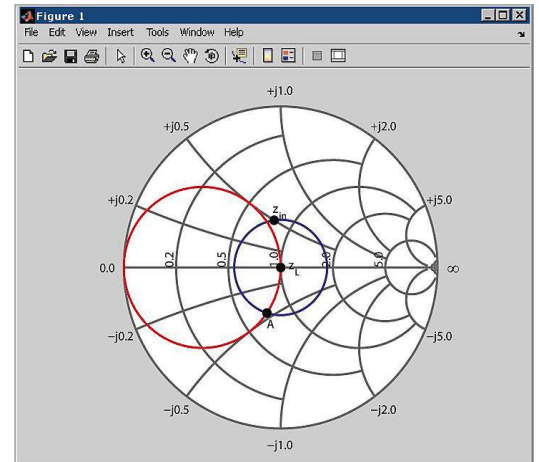 Figure 1
File Edit View Insert Tools Window Help
+j1.0
+j0.5
+j2.0
+j0.2
+j5.0
z in
0.0
0.2
0.5
1.0
2.0
5.0
∞
z L
A
−j0.2
−j5.0
−j0.5
−j2.0
−j1.0